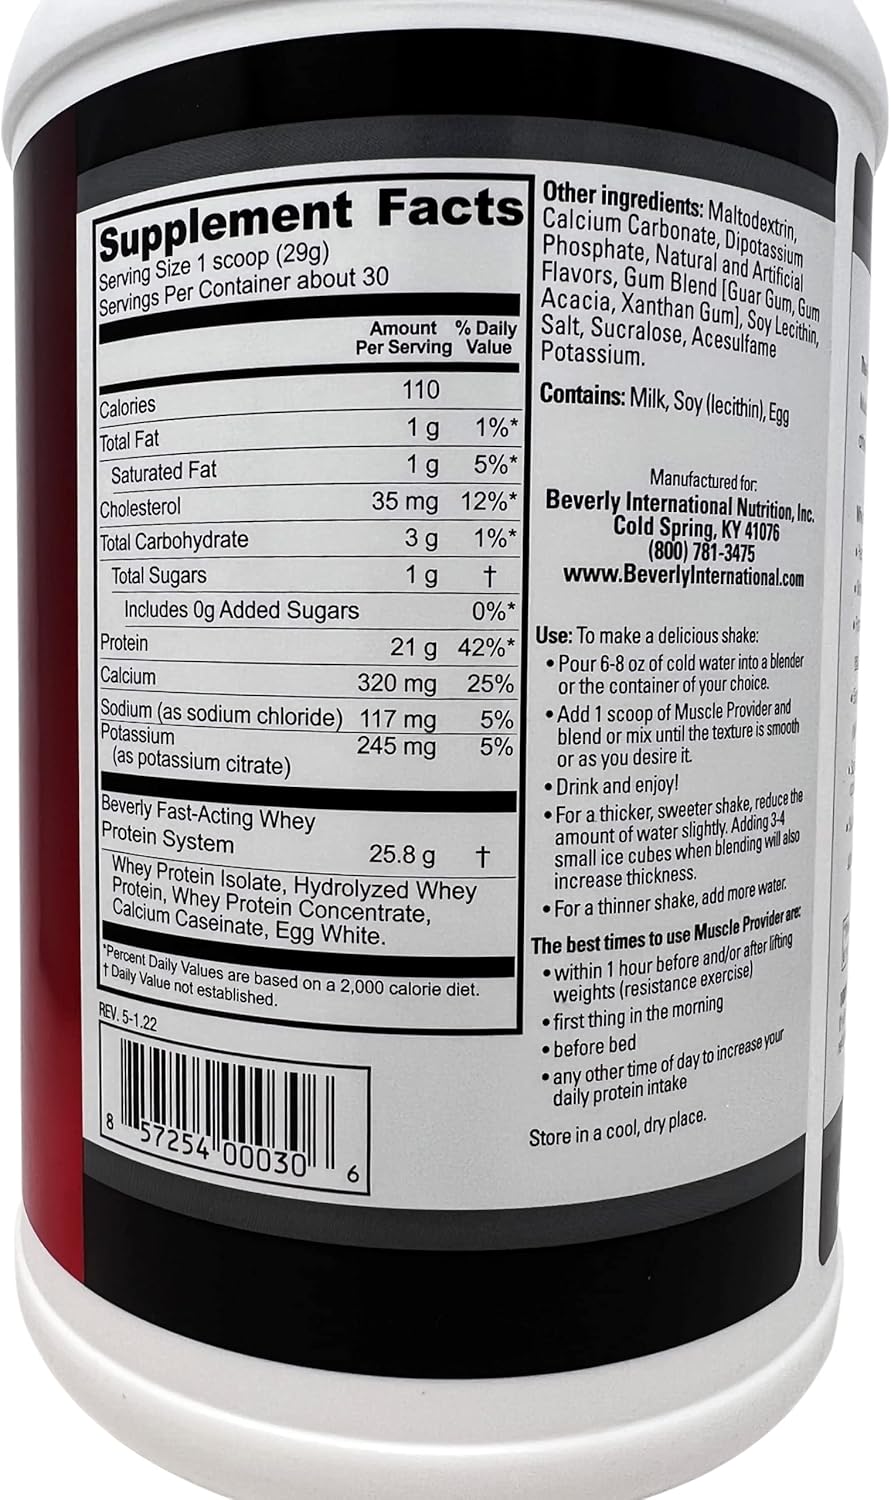 Supplement Facts
Serving Size 1 scoop (29g)
Servings Per Container about 30
Amount Per Serving % Daily Value
Calories 110
Total Fat 1 g 1%*
Saturated Fat 1 g 5%*
Cholesterol 35 mg 12%*
Total Carbohydrate 3 g 1%*
Total Sugars 1 g †
Includes 0g Added Sugars 0%*
Protein 21 g 42%*
Calcium 320 mg 25%
Sodium (as sodium chloride) 117 mg 5%
Potassium 245 mg 5%
(as potassium citrate)
Beverly Fast-Acting Whey
Protein System 25.8 g †
Whey Protein Isolate, Hydrolyzed Whey
Protein, Whey Protein Concentrate,
Calcium Caseinate, Egg White.
*Percent Daily Values are based on a 2,000 calorie diet.
† Daily Value not established.
REV. 5-1.22
8 57254 00030 6
Other ingredients: Maltodextrin,
Calcium Carbonate, Dipotassium
Phosphate, Natural and Artificial
Flavors, Gum Blend [Guar Gum, Gum
Acacia, Xanthan Gum], Soy Lecithin,
Salt, Sucralose, Acesulfame
Potassium.
Contains: Milk, Soy (lecithin), Egg
Manufactured for:
Beverly International Nutrition, Inc.
Cold Spring, KY 41076
(800) 781-3475
www.BeverlyInternational.com
Use: To make a delicious shake:
• Pour 6-8 oz of cold water into a blender
or the container of your choice.
• Add 1 scoop of Muscle Provider and
blend or mix until the texture is smooth
or as you desire it.
• Drink and enjoy!
• For a thicker, sweeter shake, reduce the
amount of water slightly. Adding 3-4
small ice cubes when blending will also
increase thickness.
• For a thinner shake, add more water.
The best times to use Muscle Provider are:
• within 1 hour before and/or after lifting
weights (resistance exercise)
• first thing in the morning
• before bed
• any other time of day to increase your
daily protein intake
Store in a cool, dry place.